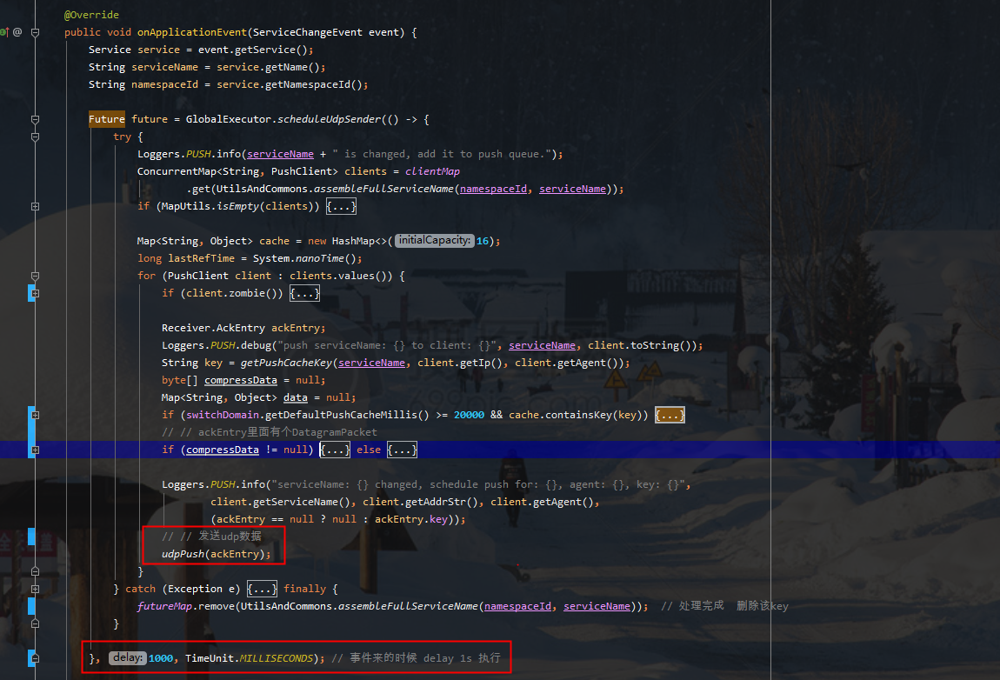 @Override
public void onApplicationEvent(ServiceChangeEvent event) {
Service service = event.getService();
String serviceName = service.getName();
String namespaceId = service.getNamespaceId();
Future future = GlobalExecutor.scheduleUdpSender(() -> {
try {
Loggers.PUSH.info(serviceName + " is changed, add it to push queue.");
ConcurrentMap<String, PushClient> clients = clientMap
.get(UtilsAndCommons.assembleFullServiceName(namespaceId, serviceName));
if (MapUtils.isEmpty(clients)) {...}
Map<String, Object> cache = new HashMap<>( initialCapacity: 16);
long lastRefTime = System.nanoTime();
for (PushClient client : clients.values()) {
if (client.zombie()) {...}
Receiver.AckEntry ackEntry;
Loggers.PUSH.debug("push serviceName: {} to client: {}", serviceName, client.toString());
String key = getPushCacheKey(serviceName, client.getIp(), client.getAgent());
byte[] compressData = null;
Map<String, Object> data = null;
if (switchDomain.getDefaultPushCacheMillis() >= 20000 && cache.containsKey(key)) {...}
// // ackEntry里面有个DatagramPacket
if (compressData != null) {...} else {...}
Loggers.PUSH.info("serviceName: {} changed, schedule push for: {}, agent: {}, key: {}",
client.getServiceName(), client.getAddrStr(), client.getAgent(),
(ackEntry == null ? null : ackEntry.key));
// // 发送udp数据
udpPush(ackEntry);
}
} catch (Exception e) {...} finally {
futureMap.remove(UtilsAndCommons.assembleFullServiceName(namespaceId, serviceName)); // 处理完成 删除该key
}
}, delay: 1000, TimeUnit.MILLISECONDS); // 事件来的时候 delay 1s 执行